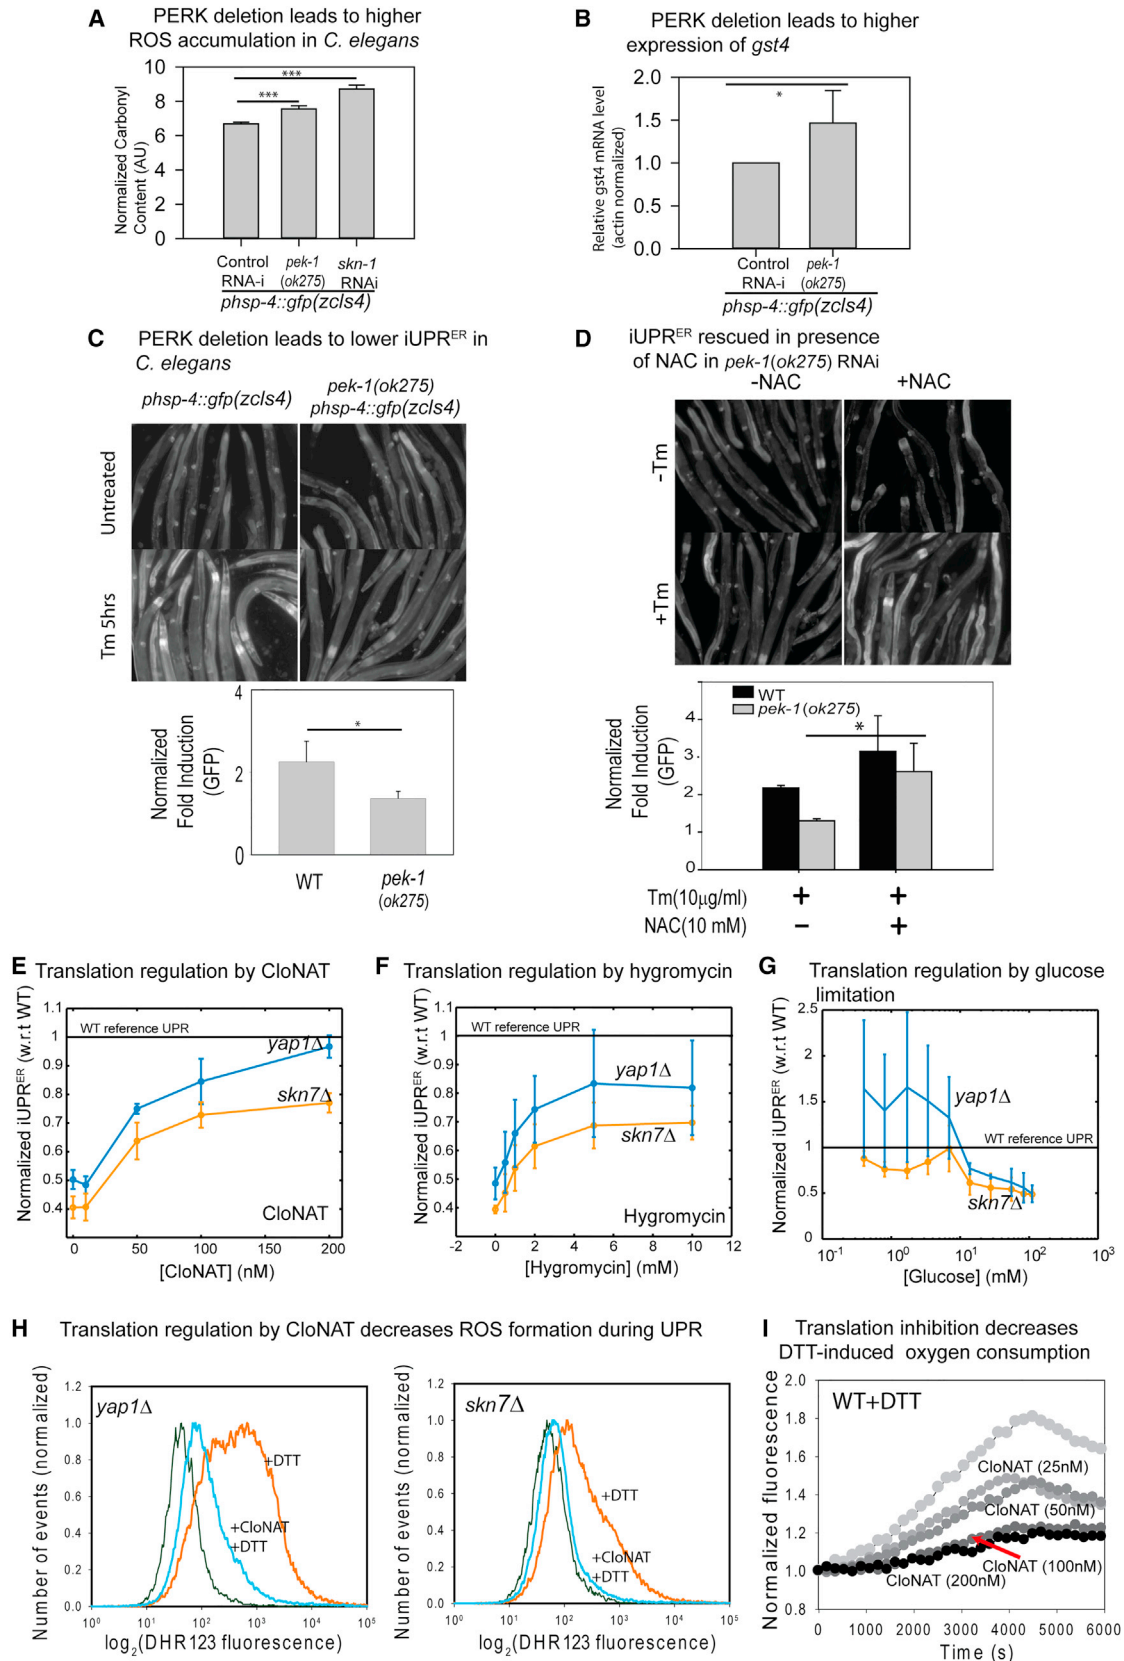 A PERK deletion leads to higher
ROS accumulation in C. elegans
10
8
6
4
2
0
Normalized Carbonyl
Content (AU)
***
***
Control
RNA-i
pek-1
(ok275)
skn-1
RNAi
phsp-4::gfp(zcls4)
B PERK deletion leads to higher
expression of gst4
2.0
1.5
1.0
0.5
0.0
Relative gst4 mRNA level
(actin normalized)
*
Control
RNA-i
pek-1
(ok275)
phsp-4::gfp(zcls4)
C PERK deletion leads to lower iUPRER in
C. elegans
phsp-4::gfp(zcls4)
pek-1(ok275)
phsp-4::gfp(zcls4)
Untreated
Tm 5hrs
4
2
0
Normalized
Fold Induction
(GFP)
*
WT
pek-1
(ok275)
D iUPRER rescued in presence
of NAC in pek-1(ok275) RNAi
-NAC +NAC
-Tm
+Tm
WT
pek-1(ok275)
4
3
2
1
0
Normalized
Fold Induction
(GFP)
*
Tm(10µg/ml) + +
NAC(10 mM) − +
E Translation regulation by CloNAT
1.1
1
0.9
0.8
0.7
0.6
0.5
0.4
Normalized iUPRER (w.r.t WT)
WT reference UPR
yap1Δ
skn7Δ
CloNAT
0 50 100 150 200
[CloNAT] (nM)
F Translation regulation by hygromycin
1.1
1
0.9
0.8
0.7
0.6
0.5
0.4
Normalized iUPRER (w.r.t WT)
WT reference UPR
yap1Δ
skn7Δ
Hygromycin
-2 0 2 4 6 8 10 12
[Hygromycin] (mM)
G Translation regulation by glucose
limitation
2.5
2
1.5
1
0.5
0
Normalized iUPRER (w.r.t WT)
yap1Δ
WT reference UPR
skn7Δ
10-1 100 101 102 103
[Glucose] (mM)
H Translation regulation by CloNAT decreases ROS formation during UPR
1.2
1.0
0.8
0.6
0.4
0.2
0.0
Number of events (normalized)
yap1Δ
+DTT
+CloNAT
+DTT
100 101 102 103 104 105
log2(DHR123 fluorescence)
1.2
1.0
0.8
0.6
0.4
0.2
0.0
Number of events (normalized)
skn7Δ
+DTT
+CloNAT
+DTT
100 101 102 103 104 105
log2(DHR123 fluorescence)
I Translation inhibition decreases
DTT-induced oxygen consumption
2.0
1.8
1.6
1.4
1.2
1.0
0.8
Normalized fluorescence
WT+DTT
CloNAT (25nM)
CloNAT (50nM)
CloNAT (100nM)
CloNAT (200nM)
0 1000 2000 3000 4000 5000 6000
Time (s)